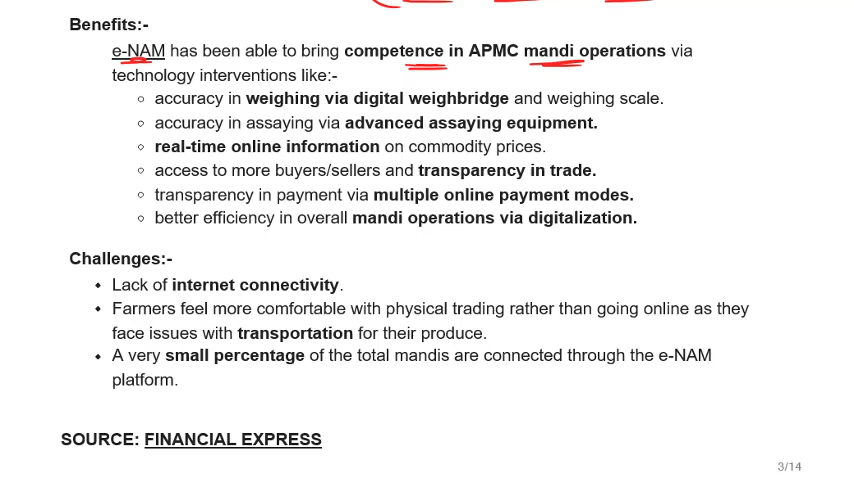 Benefits:-
e-NAM has been able to bring competence in APMC mandi operations via
technology interventions like:-
accuracy in weighing via digital weighbridge and weighing scale.
accuracy in assaying via advanced assaying equipment.
real-time online information on commodity prices.
access to more buyers/sellers and transparency in trade.
transparency in payment via multiple online payment modes.
better efficiency in overall mandi operations via digitalization.
Challenges:-
Lack of internet connectivity.
Farmers feel more comfortable with physical trading rather than going online as they
face issues with transportation for their produce.
A very small percentage of the total mandis are connected through the e-NAM
platform.
SOURCE: FINANCIAL EXPRESS
3/14